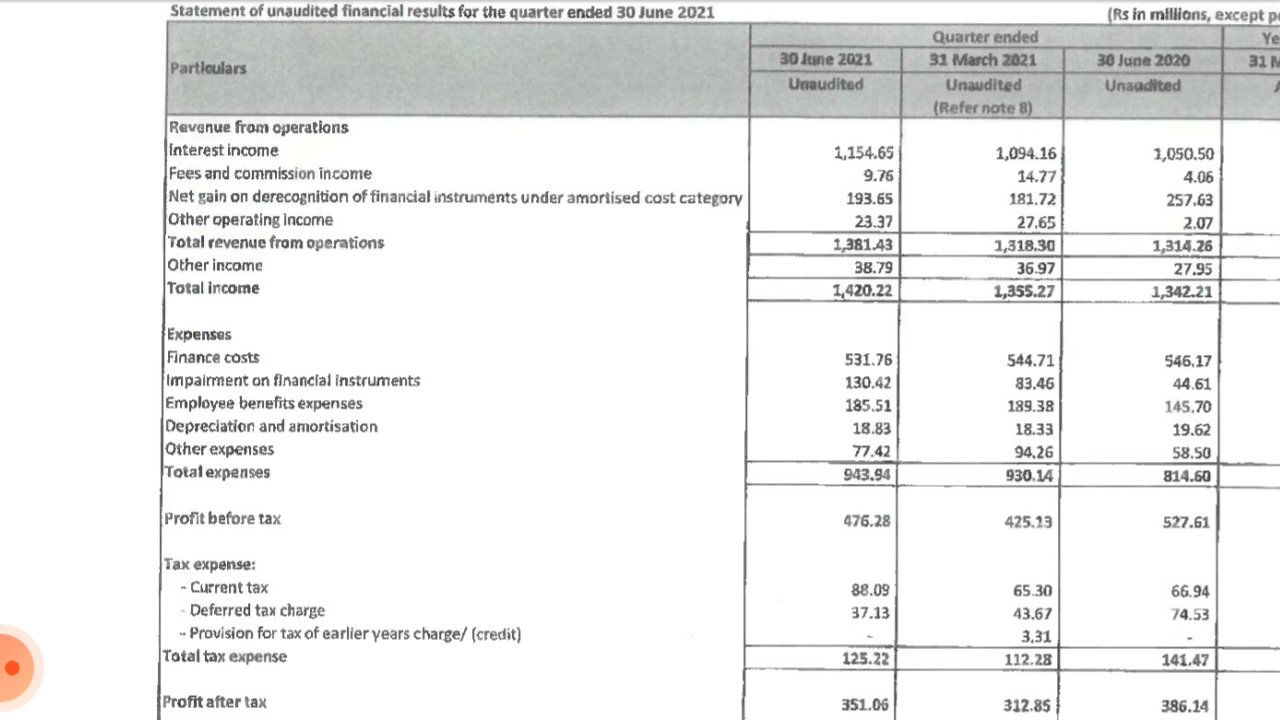 Statement of unaudited financial results for the quarter ended 30 June 2021 (Rs in millions, except p
Quarter ended Ye
Particulars 30 June 2021 31 March 2021 30 June 2020 31 M
Unaudited Unaudited Unaudited
(Refer note 8)
Revenue from operations
Interest income 1,154.65 1,094.16 1,050.50
Fees and commission income 9.76 14.77 4.06
Net gain on derecognition of financial instruments under amortised cost category 193.65 181.72 257.63
Other operating income 23.37 27.65 2.07
Total revenue from operations 1,381.43 1,318.30 1,314.26
Other income 38.79 36.97 27.95
Total income 1,420.22 1,355.27 1,342.21
Expenses
Finance costs 531.76 544.71 546.17
Impairment on financial instruments 130.42 83.46 44.61
Employee benefits expenses 185.51 189.38 145.70
Depreciation and amortisation 18.83 18.33 19.62
Other expenses 77.42 94.26 58.50
Total expenses 943.94 930.14 814.60
Profit before tax 476.28 425.13 527.61
Tax expense:
- Current tax 88.09 65.30 66.94
- Deferred tax charge 37.13 43.67 74.53
- Provision for tax of earlier years charge/ (credit) - 3.31 -
Total tax expense 125.22 112.28 141.47
Profit after tax 351.06 312.85 386.14